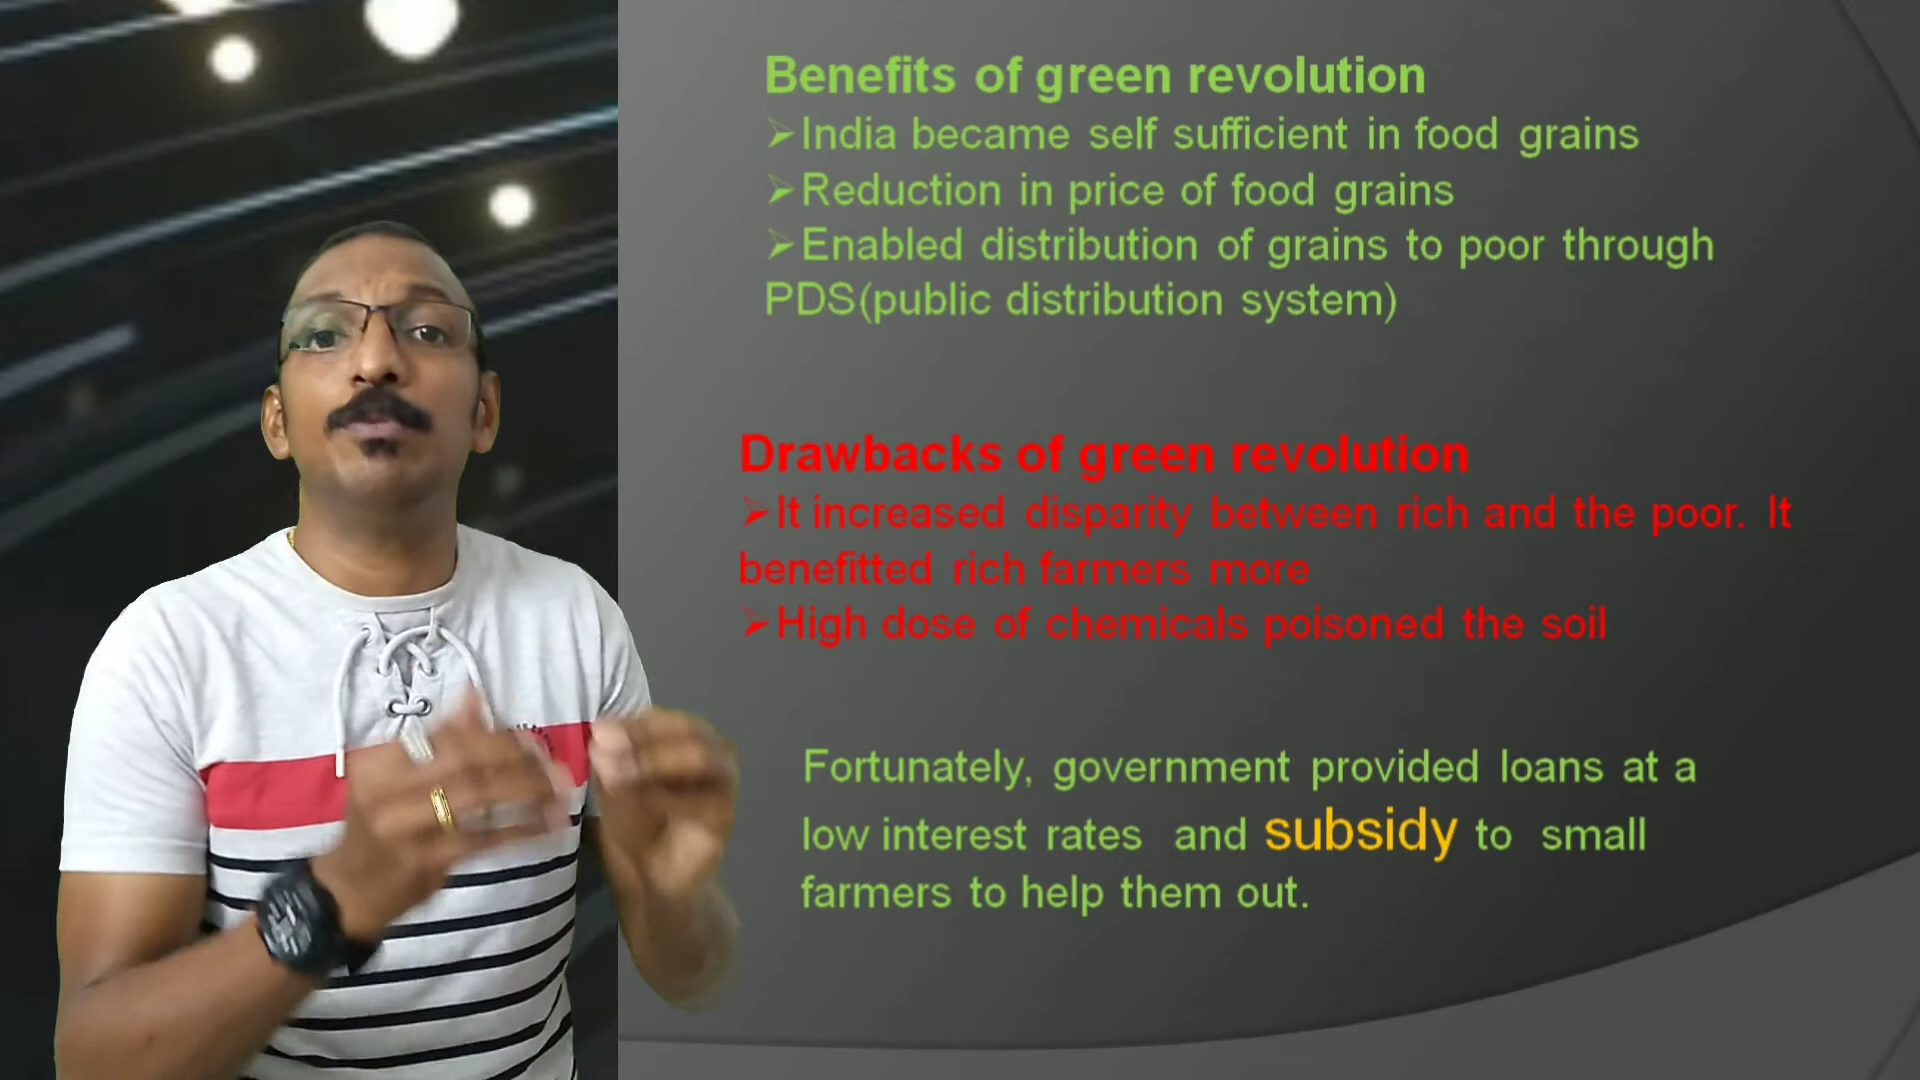 Benefits of green revolution
➢India became self sufficient in food grains
➢Reduction in price of food grains
➢Enabled distribution of grains to poor through
PDS(public distribution system)
Drawbacks of green revolution
➢It increased disparity between rich and the poor. It
benefitted rich farmers more
➢High dose of chemicals poisoned the soil
Fortunately, government provided loans at a
low interest rates and subsidy to small
farmers to help them out.